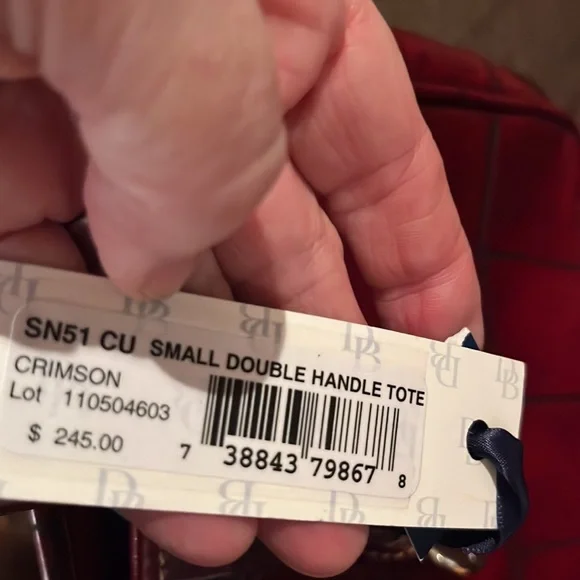 SN51 CU SMALL DOUBLE HANDLE TOTE
CRIMSON
Lot 110504603
$ 245.00
7 38843 79867 8